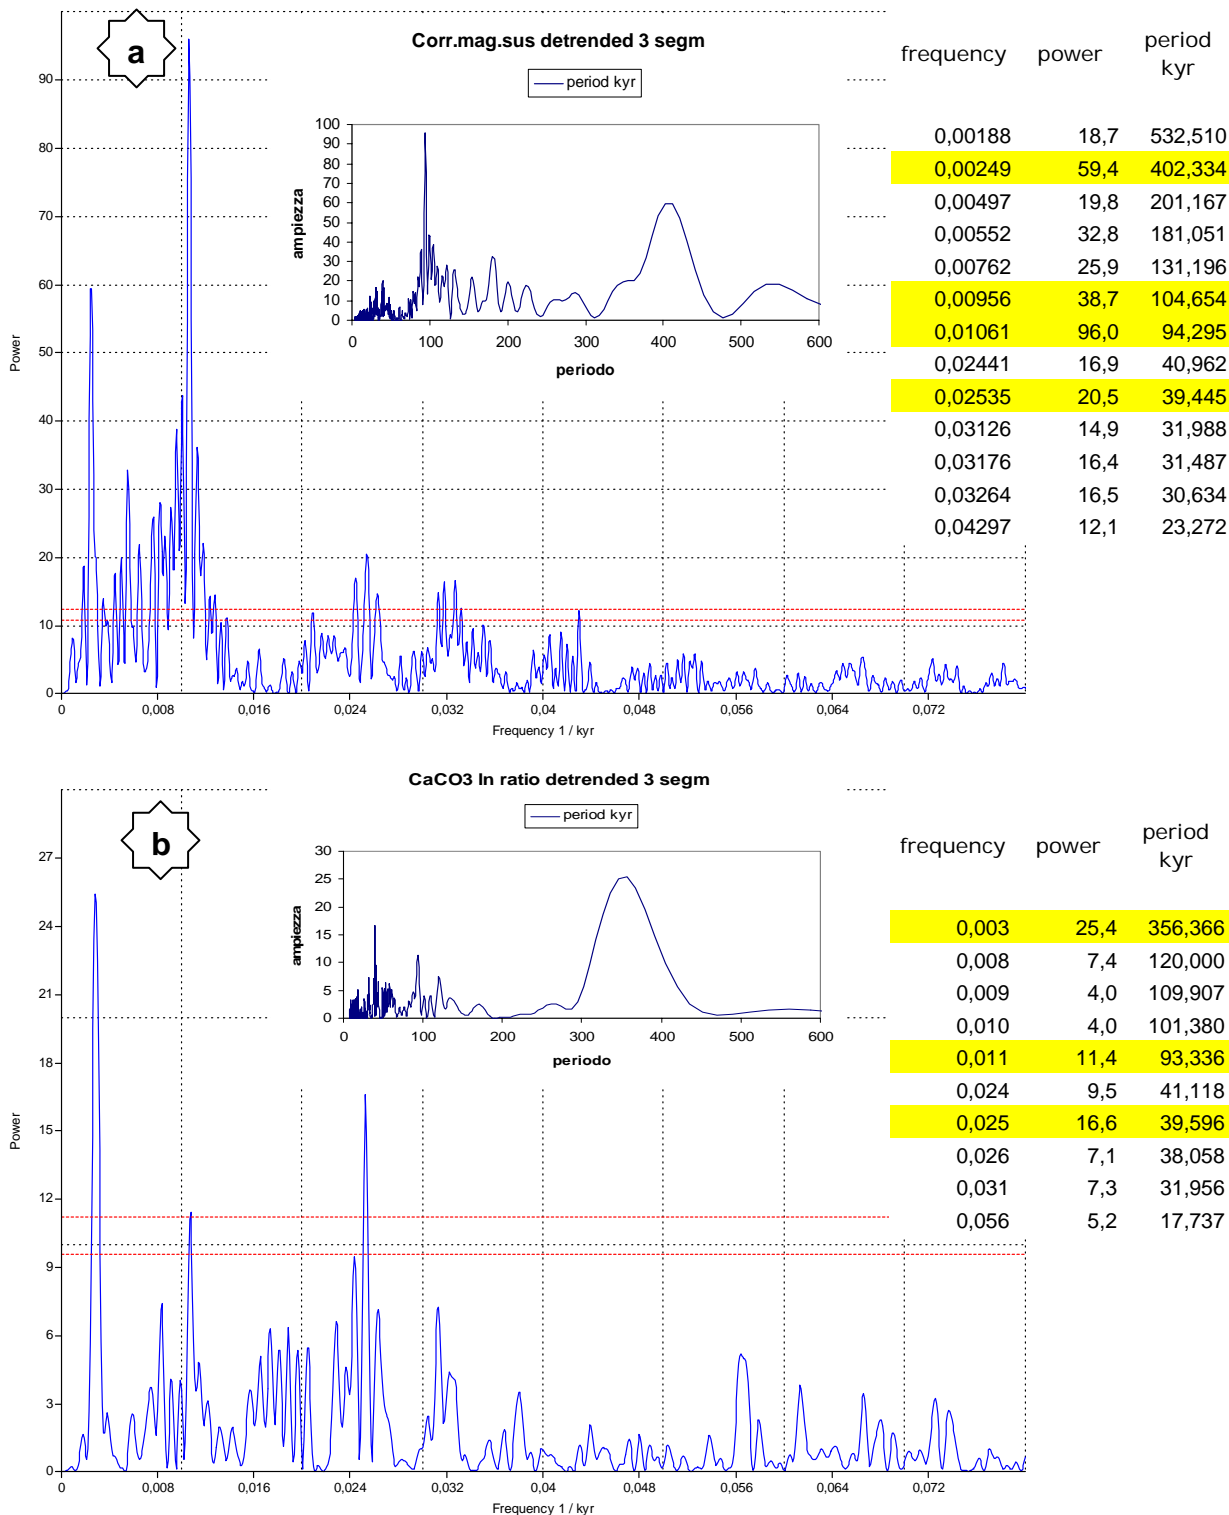 a
Corr.mag.sus detrended 3 segm
period kyr
100
90
80
70
60
50
40
30
20
10
0
ampiezza
0 100 200 300 400 500 600
periodo
90
80
70
60
50
40
30
20
10
0
Power
0 0,008 0,016 0,024 0,032 0,04 0,048 0,056 0,064 0,072
Frequency 1 / kyr
frequency power period kyr
0,00188 18,7 532,510
0,00249 59,4 402,334
0,00497 19,8 201,167
0,00552 32,8 181,051
0,00762 25,9 131,196
0,00956 38,7 104,654
0,01061 96,0 94,295
0,02441 16,9 40,962
0,02535 20,5 39,445
0,03126 14,9 31,988
0,03176 16,4 31,487
0,03264 16,5 30,634
0,04297 12,1 23,272
b
CaCO3 ln ratio detrended 3 segm
period kyr
30
25
20
15
10
5
0
ampiezza
0 100 200 300 400 500 600
periodo
27
24
21
18
15
12
9
6
3
0
Power
0 0,008 0,016 0,024 0,032 0,04 0,048 0,056 0,064 0,072
Frequency 1 / kyr
frequency power period kyr
0,003 25,4 356,366
0,008 7,4 120,000
0,009 4,0 109,907
0,010 4,0 101,380
0,011 11,4 93,336
0,024 9,5 41,118
0,025 16,6 39,596
0,026 7,1 38,058
0,031 7,3 31,956
0,056 5,2 17,737